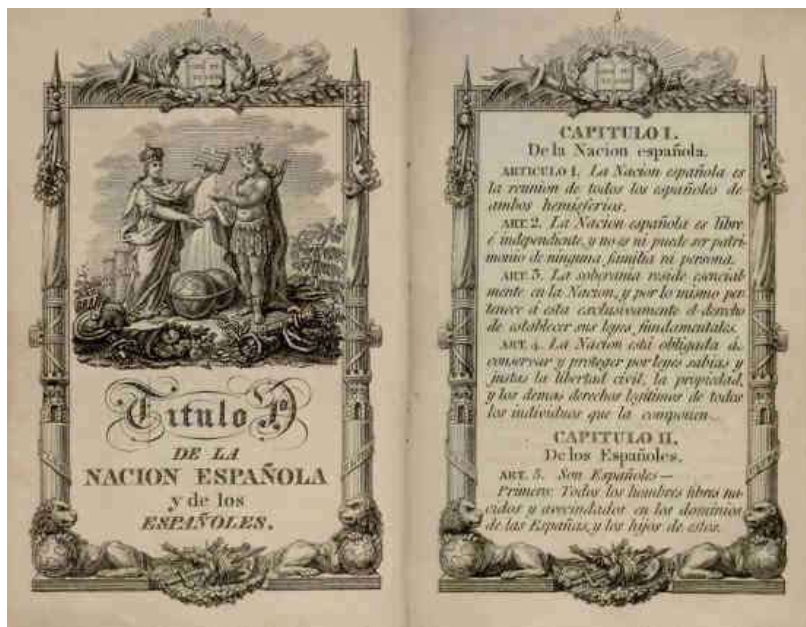 4
Titulo 1º
DE LA
NACION ESPAÑOLA
y de los
ESPAÑOLES.
5
CAPITULO I.
De la Nacion española.
ARTICULO 1. La Nacion española es
la reunion de todos los españoles de
ambos hemisferios.
ART. 2. La Nacion española es libre
é independiente, y no es ni puede ser patri-
monio de ninguna familia ni persona.
ART. 3. La soberania reside esencial-
mente en la Nacion, y por lo mismo per-
tenece á esta esclusivamente el derecho
de establecer sus leyes fundamentales.
ART. 4. La Nacion está obligada á
conservar y proteger por leyes sabias y
justas la libertad civil, la propiedad,
y los demas derechos legitimos de todos
los individuos que la componen.
CAPITULO II.
De los Españoles.
ART. 5. Son Españoles—
Primero: Todos los hombres libres na-
cidos y avecindados en los dominios
de las Españas, y los hijos de estos.